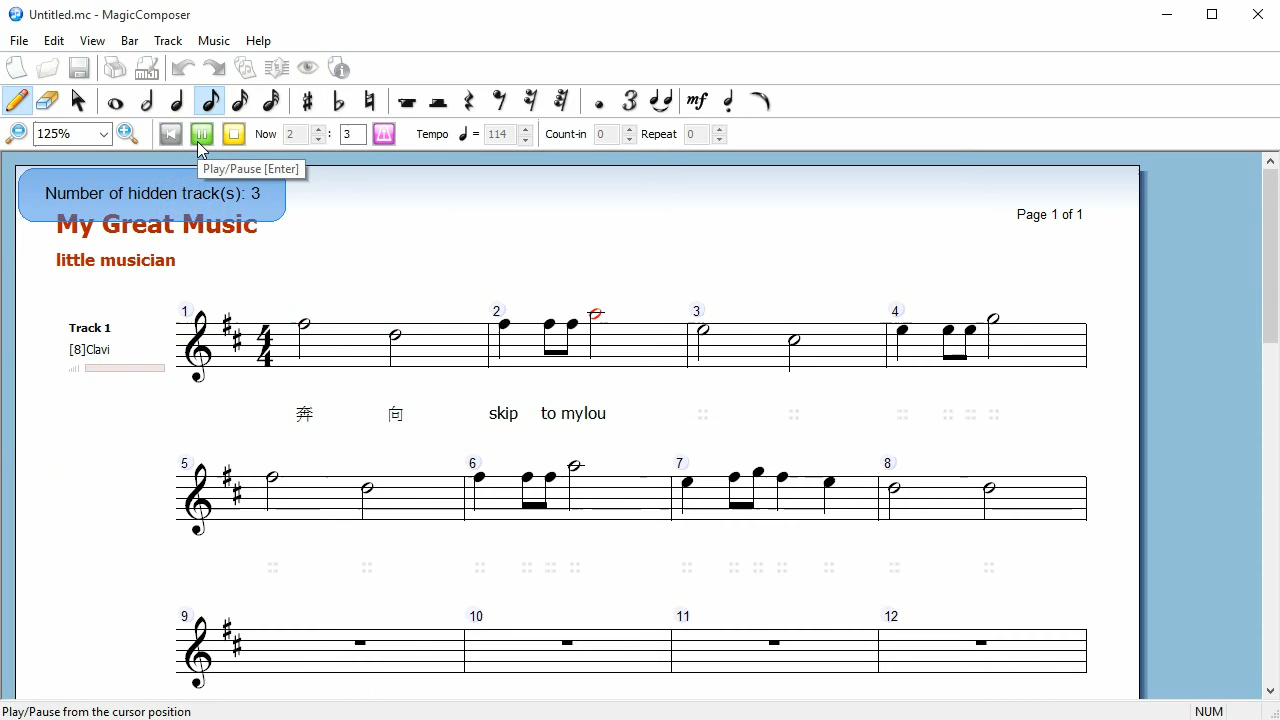 Untitled.mc - MagicComposer
File Edit View Bar Track Music Help
125% Now 2 : 3 Tempo = 114 Count-in 0 Repeat 0
Play/Pause [Enter]
Number of hidden track(s): 3
Page 1 of 1
My Great Music
little musician
Track 1
[8]Clavi
1 2 3 4
奔 向 skip to mylou
5 6 7 8
9 10 11 12
Play/Pause from the cursor position NUM